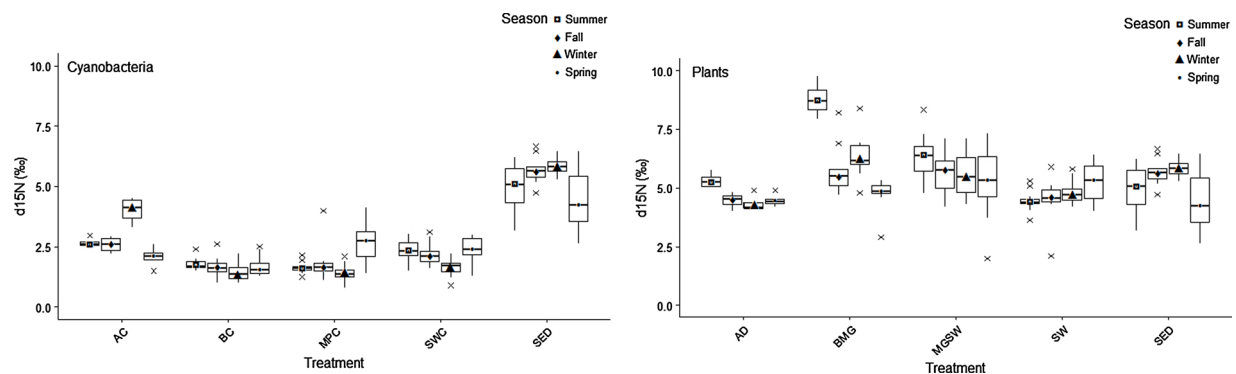 Season Summer
Fall
Winter
Spring
Cyanobacteria
10.0
7.5
5.0
2.5
0.0
d15N (‰)
AC
BC
MPC
SWC
SED
Treatment
Season Summer
Fall
Winter
Spring
Plants
10.0
7.5
5.0
2.5
0.0
d15N (‰)
AD
BMG
MGSW
SW
SED
Treatment